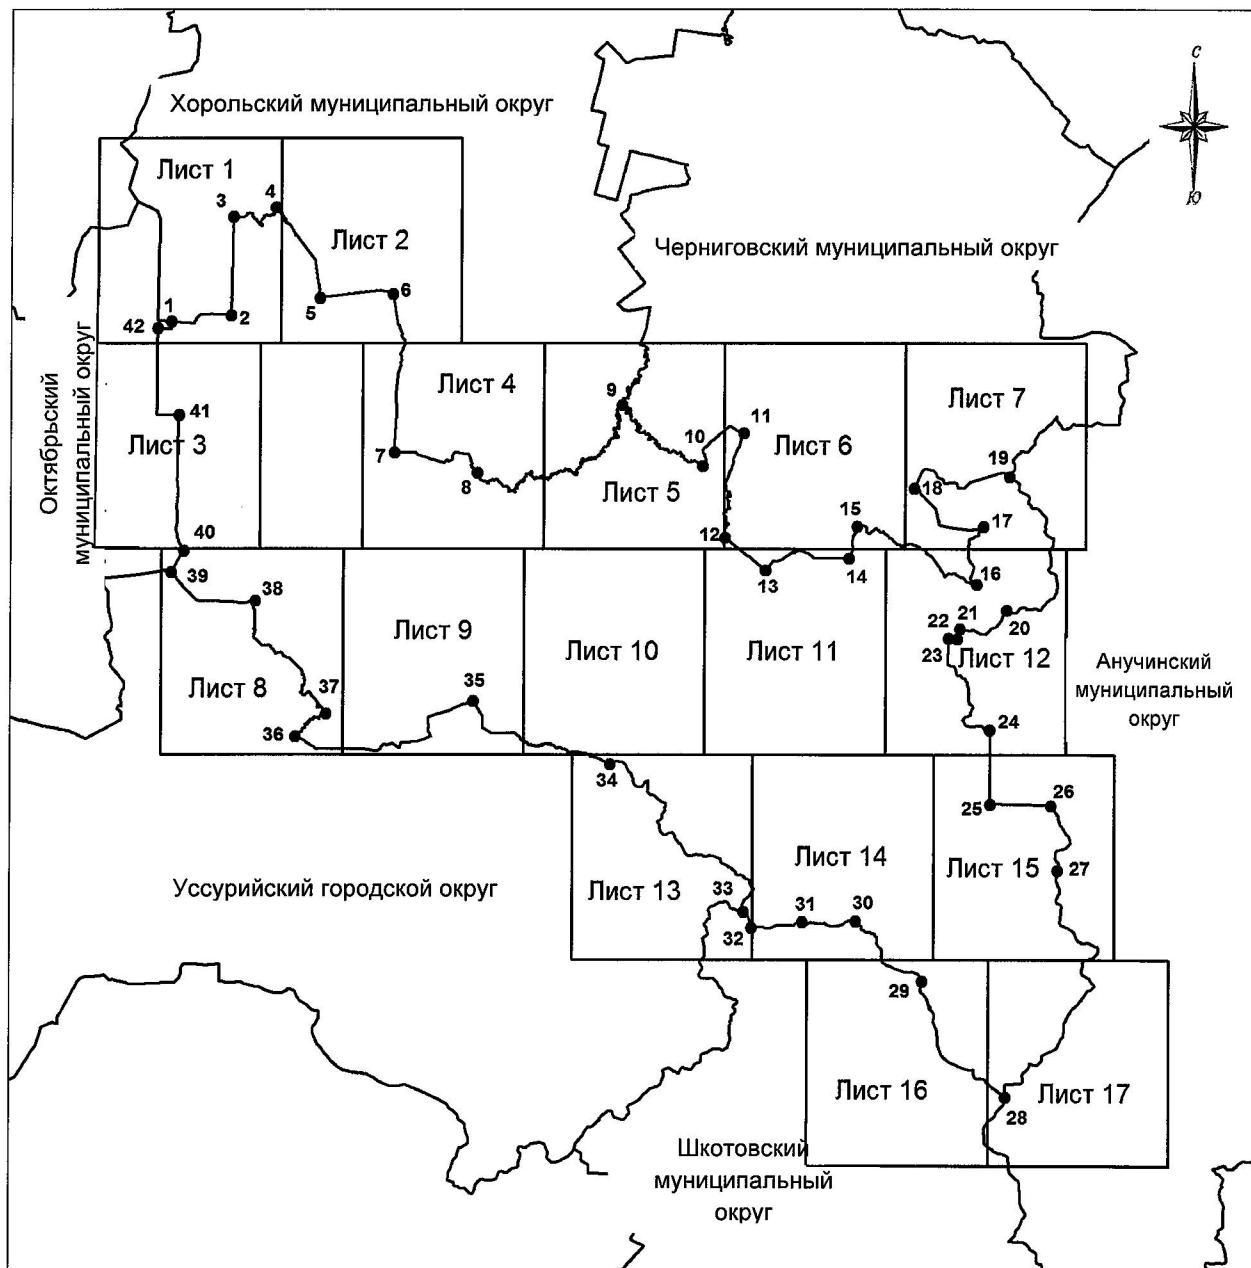 С
Хорольский муниципальный округ
Лист 1
4
3
Ю
Лист 2
Черниговский муниципальный округ
6
5
1
2
42
Октябрьский
муниципальный округ
Лист 4
9
11
Лист 7
41
Лист 3
10
Лист 6
7
19
8
Лист 5
18
15
17
12
40
14
13
39
16
38
21
20
22
Лист 9
Лист 10
Лист 11
23
Лист 12
Анучинский
муниципальный
округ
Лист 8
37
35
36
24
34
26
25
Лист 14
Лист 15
27
Уссурийский городской округ
Лист 13
33
31
30
32
29
Лист 16
Лист 17
28
Шкотовский
муниципальный
округ